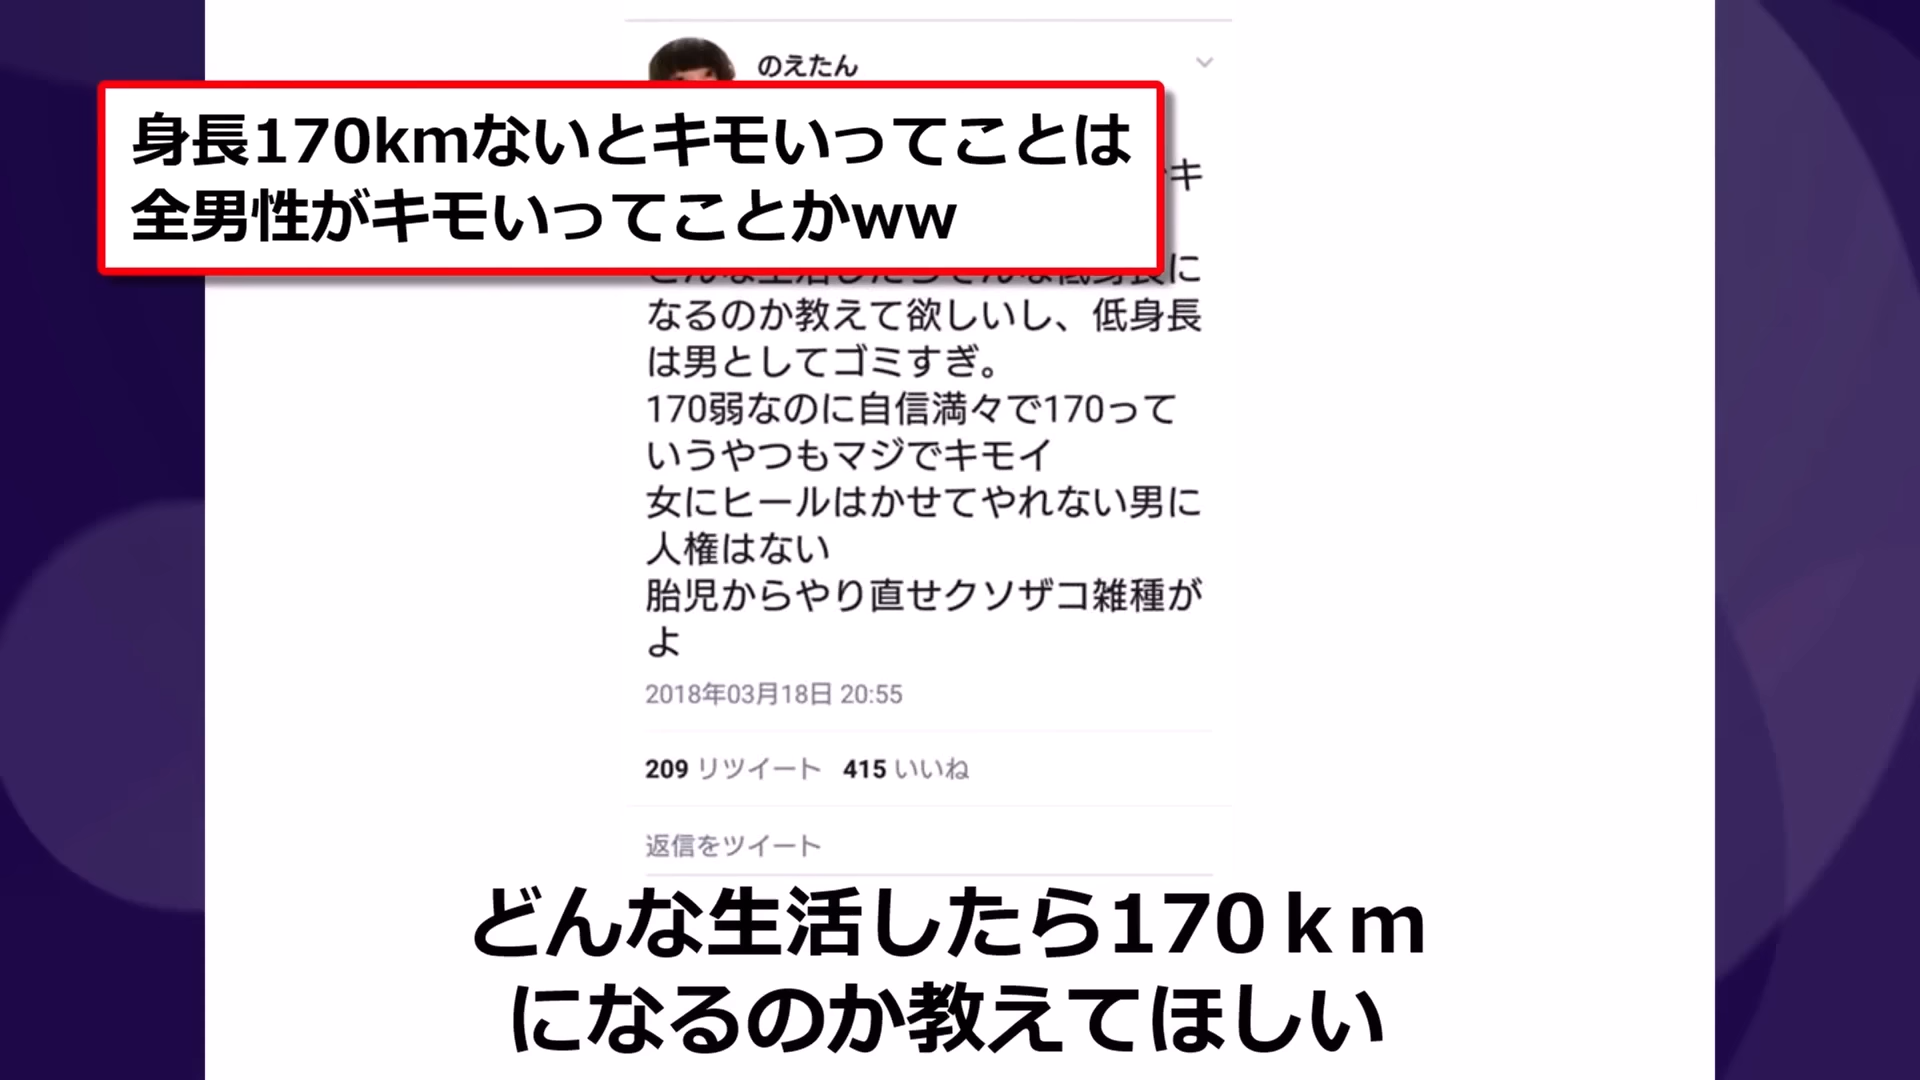 のえたん
身長170kmないとキモいってことは
全男性がキモいってことかww
キ
に
なるのか教えて欲しいし、低身長
は男としてゴミすぎ。
170弱なのに自信満々で170って
いうやつもマジでキモイ
女にヒールはかせてやれない男に
人権はない
胎児からやり直せクソザコ雑種が
よ
2018年03月18日 20:55
209 リツイート 415 いいね
返信をツイート
どんな生活したら170ｋｍ
になるのか教えてほしい